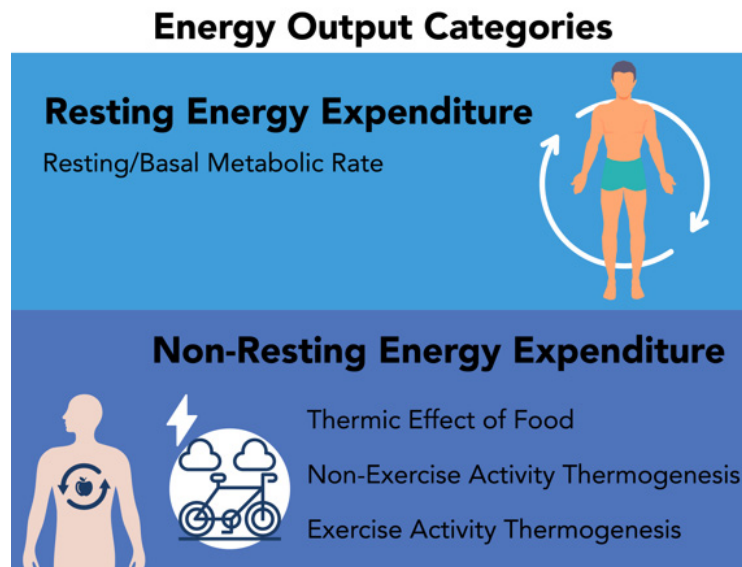 Energy Output Categories
Resting Energy Expenditure
Resting/Basal Metabolic Rate
Non-Resting Energy Expenditure
Thermic Effect of Food
Non-Exercise Activity Thermogenesis
Exercise Activity Thermogenesis